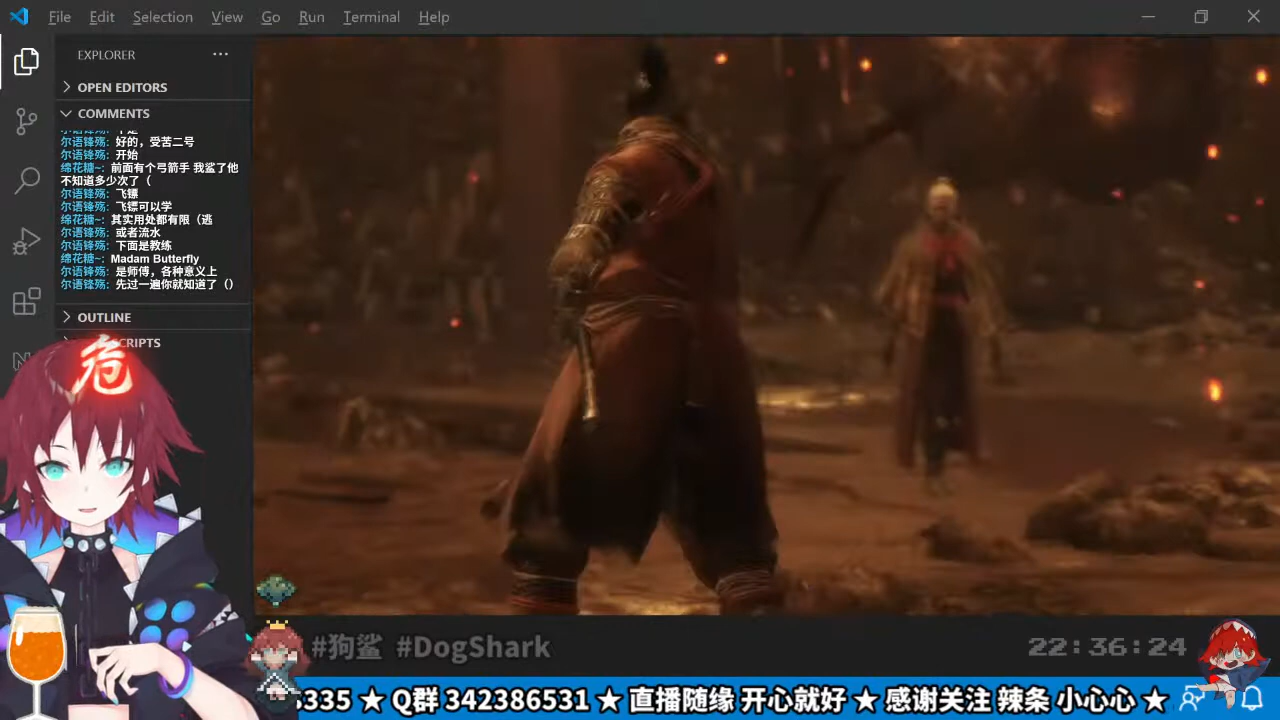 File Edit Selection View Go Run Terminal Help
EXPLORER
OPEN EDITORS
COMMENTS
尔语锋殇: 好的，受苦二号
尔语锋殇: 开始
绵花糖~: 前面有个弓箭手 我鲨了他
不知道多少次了（
尔语锋殇: 飞镖
尔语锋殇: 飞镖可以学
绵花糖~: 其实用处都有限（逃
尔语锋殇: 或者流水
尔语锋殇: 下面是教练
绵花糖~: Madam Butterfly
尔语锋殇: 是师傅，各种意义上
尔语锋殇: 先过一遍你就知道了（）
OUTLINE
SCRIPTS
危
#狗鲨 #DogShark
22:36:24
335 ★ Q群 342386531 ★ 直播随缘 开心就好 ★ 感谢关注 辣条 小心心 ★